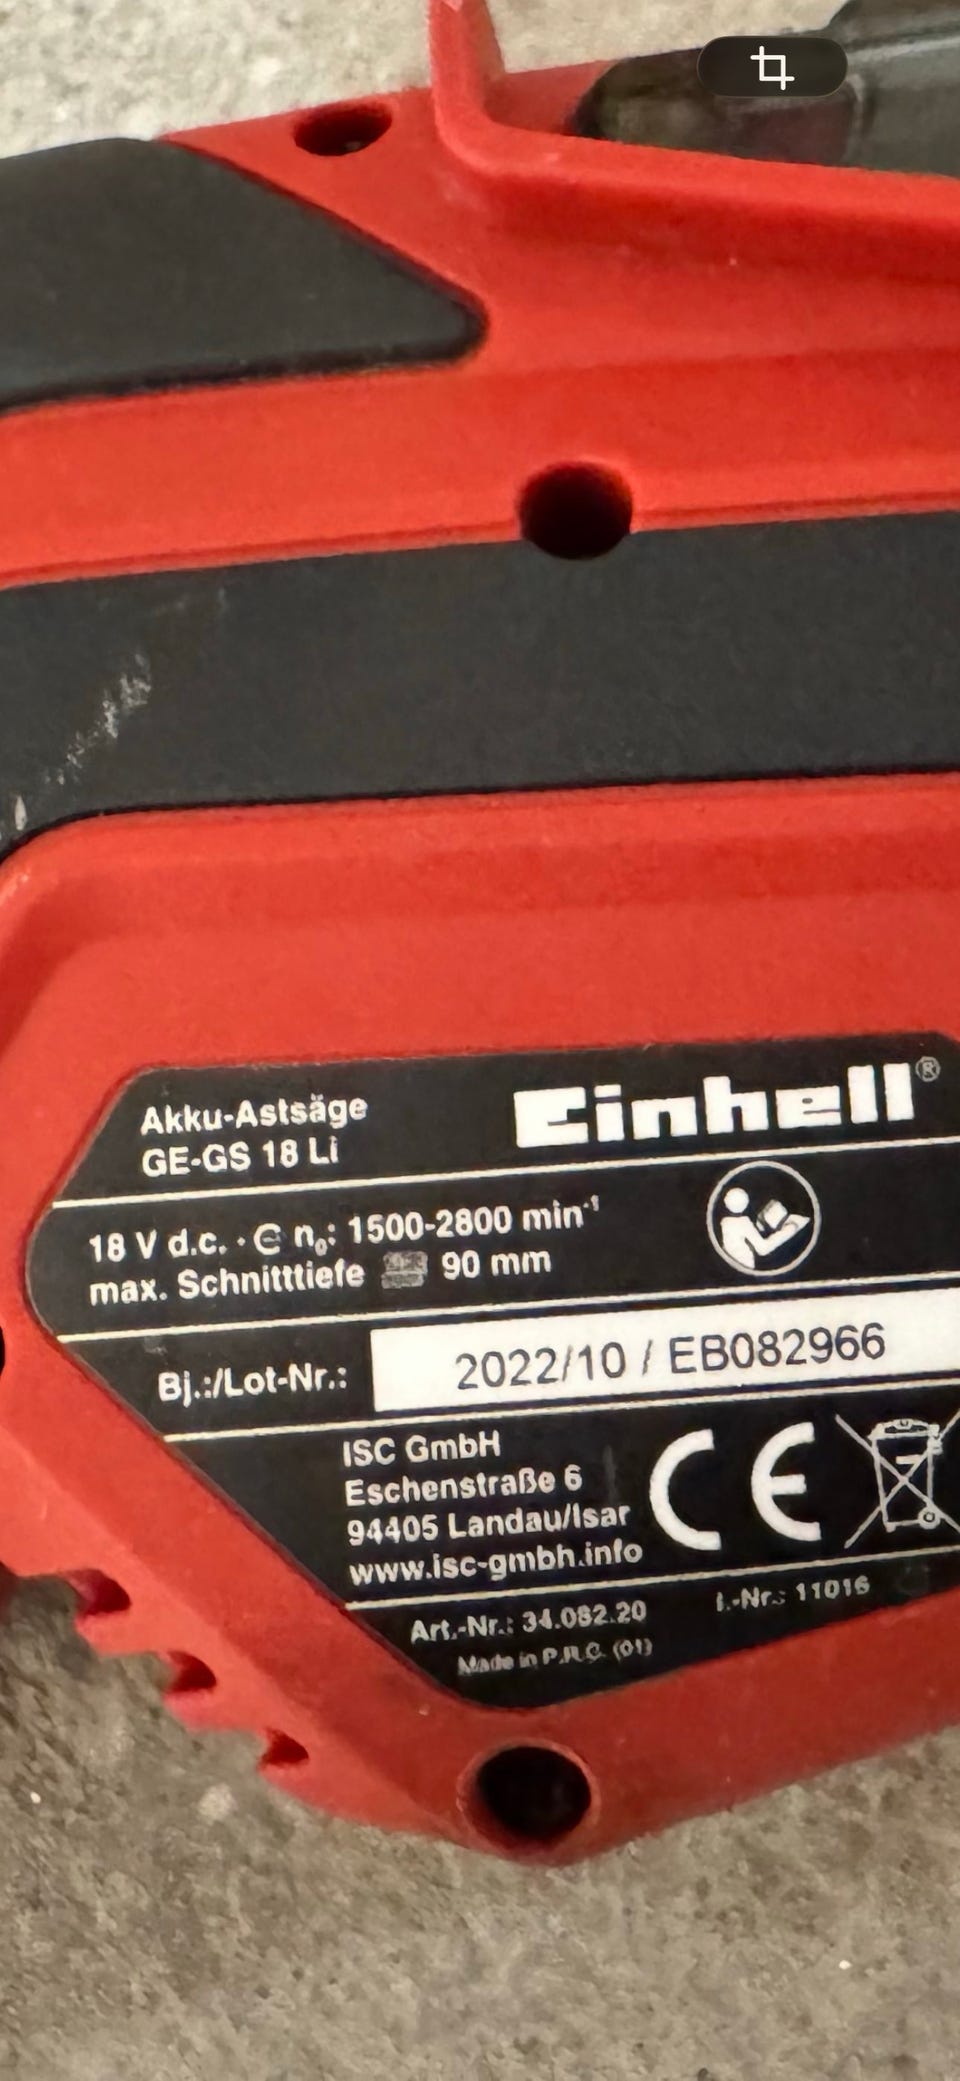 Akku-Astsäge
GE-GS 18 Li
Einhell®
18 V d.c. · n₀: 1500-2800 min⁻¹
max. Schnitttiefe 90 mm
Bj.:/Lot-Nr.: 2022/10 / EB082966
ISC GmbH
Eschenstraße 6
94405 Landau/Isar
www.isc-gmbh.info
CE
Art.-Nr.: 34.082.20 I.-Nr.: 11016
Made in P.R.C. (01)